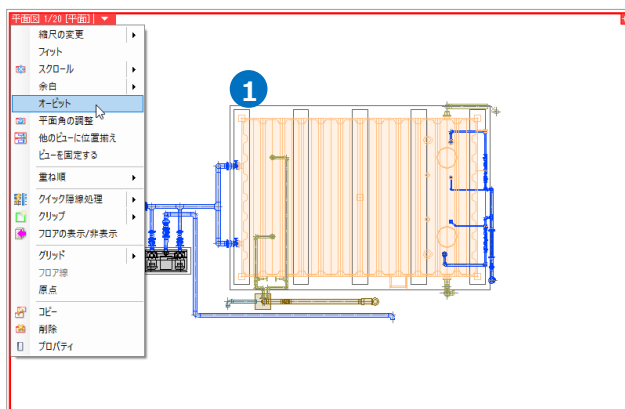 平面図 1/20 [平面]
縮尺の変更
フィット
スクロール
余白
オービット
平面角の調整
他のビューに位置揃え
ビューを固定する
重ね順
クイック陰線処理
クリップ
フロアの表示/非表示
グリッド
フロア線
原点
コピー
削除
プロパティ
1